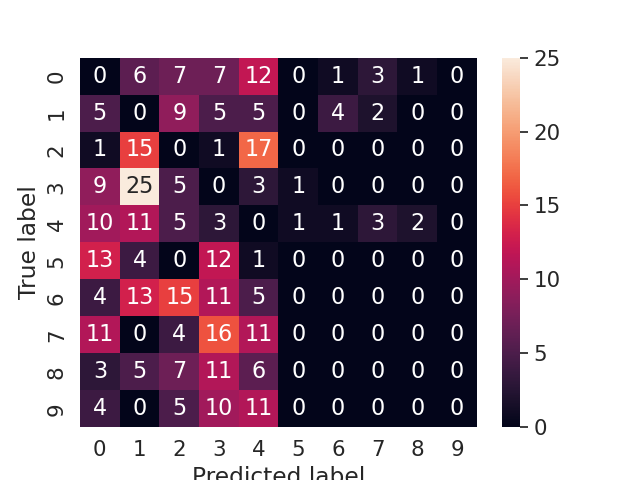 0 0 6 7 7 12 0 1 3 1 0
1 5 0 9 5 5 0 4 2 0 0
2 1 15 0 1 17 0 0 0 0 0
3 9 25 5 0 3 1 0 0 0 0
4 10 11 5 3 0 1 1 3 2 0
5 13 4 0 12 1 0 0 0 0 0
6 4 13 15 11 5 0 0 0 0 0
7 11 0 4 16 11 0 0 0 0 0
8 3 5 7 11 6 0 0 0 0 0
9 4 0 5 10 11 0 0 0 0 0
0 1 2 3 4 5 6 7 8 9
Predicted label
True label
25
20
15
10
5
0